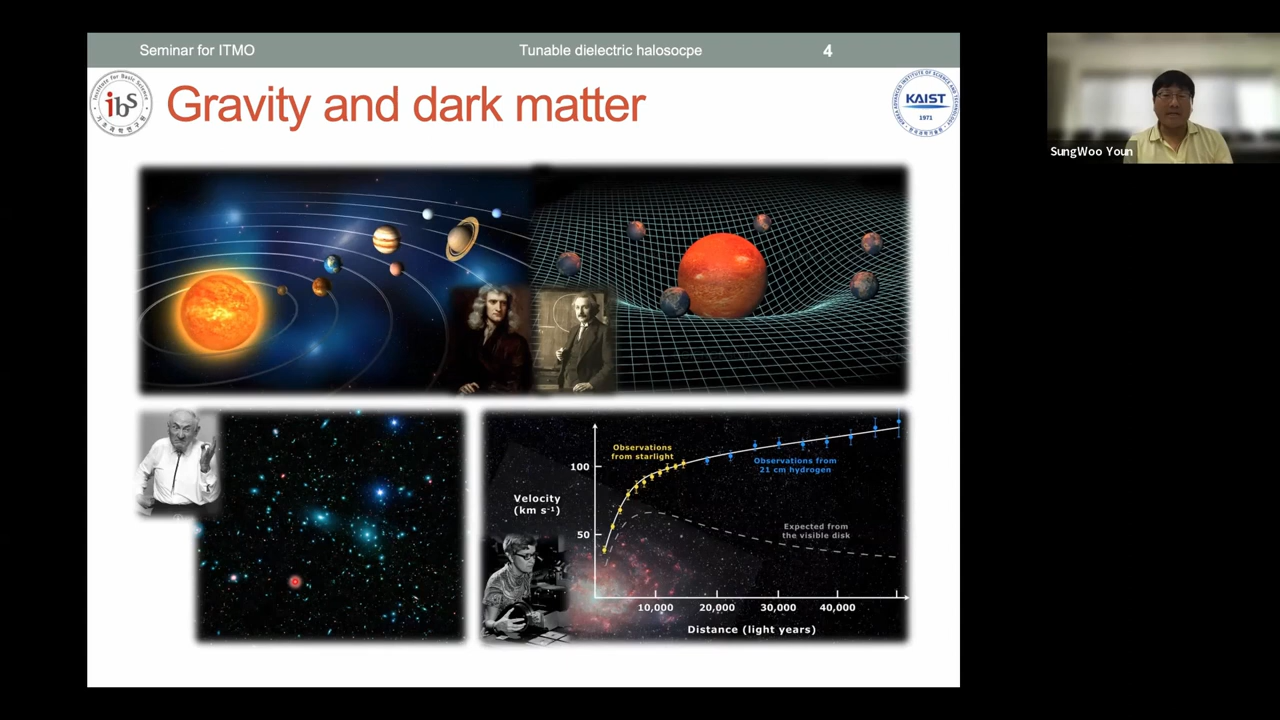 Seminar for ITMO
Tunable dielectric halosocpe
4
ibS
Gravity and dark matter
KAIST
1971
SungWoo Youn
Observations
from starlight
Observations from
21 cm hydrogen
Expected from
the visible disk
Velocity
(km s⁻¹)
100
50
10,000
20,000
30,000
40,000
Distance (light years)